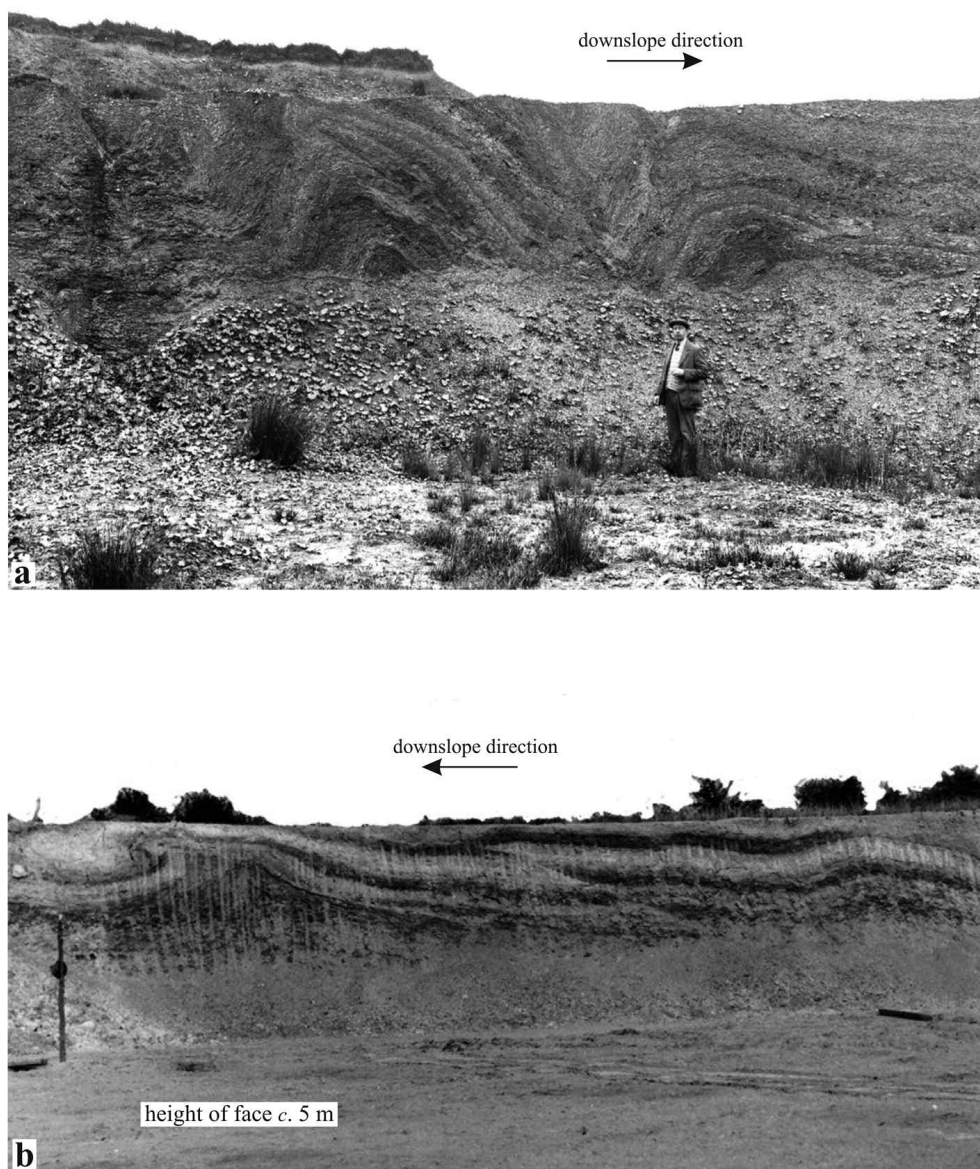 downslope direction
a
downslope direction
height of face c. 5 m
b